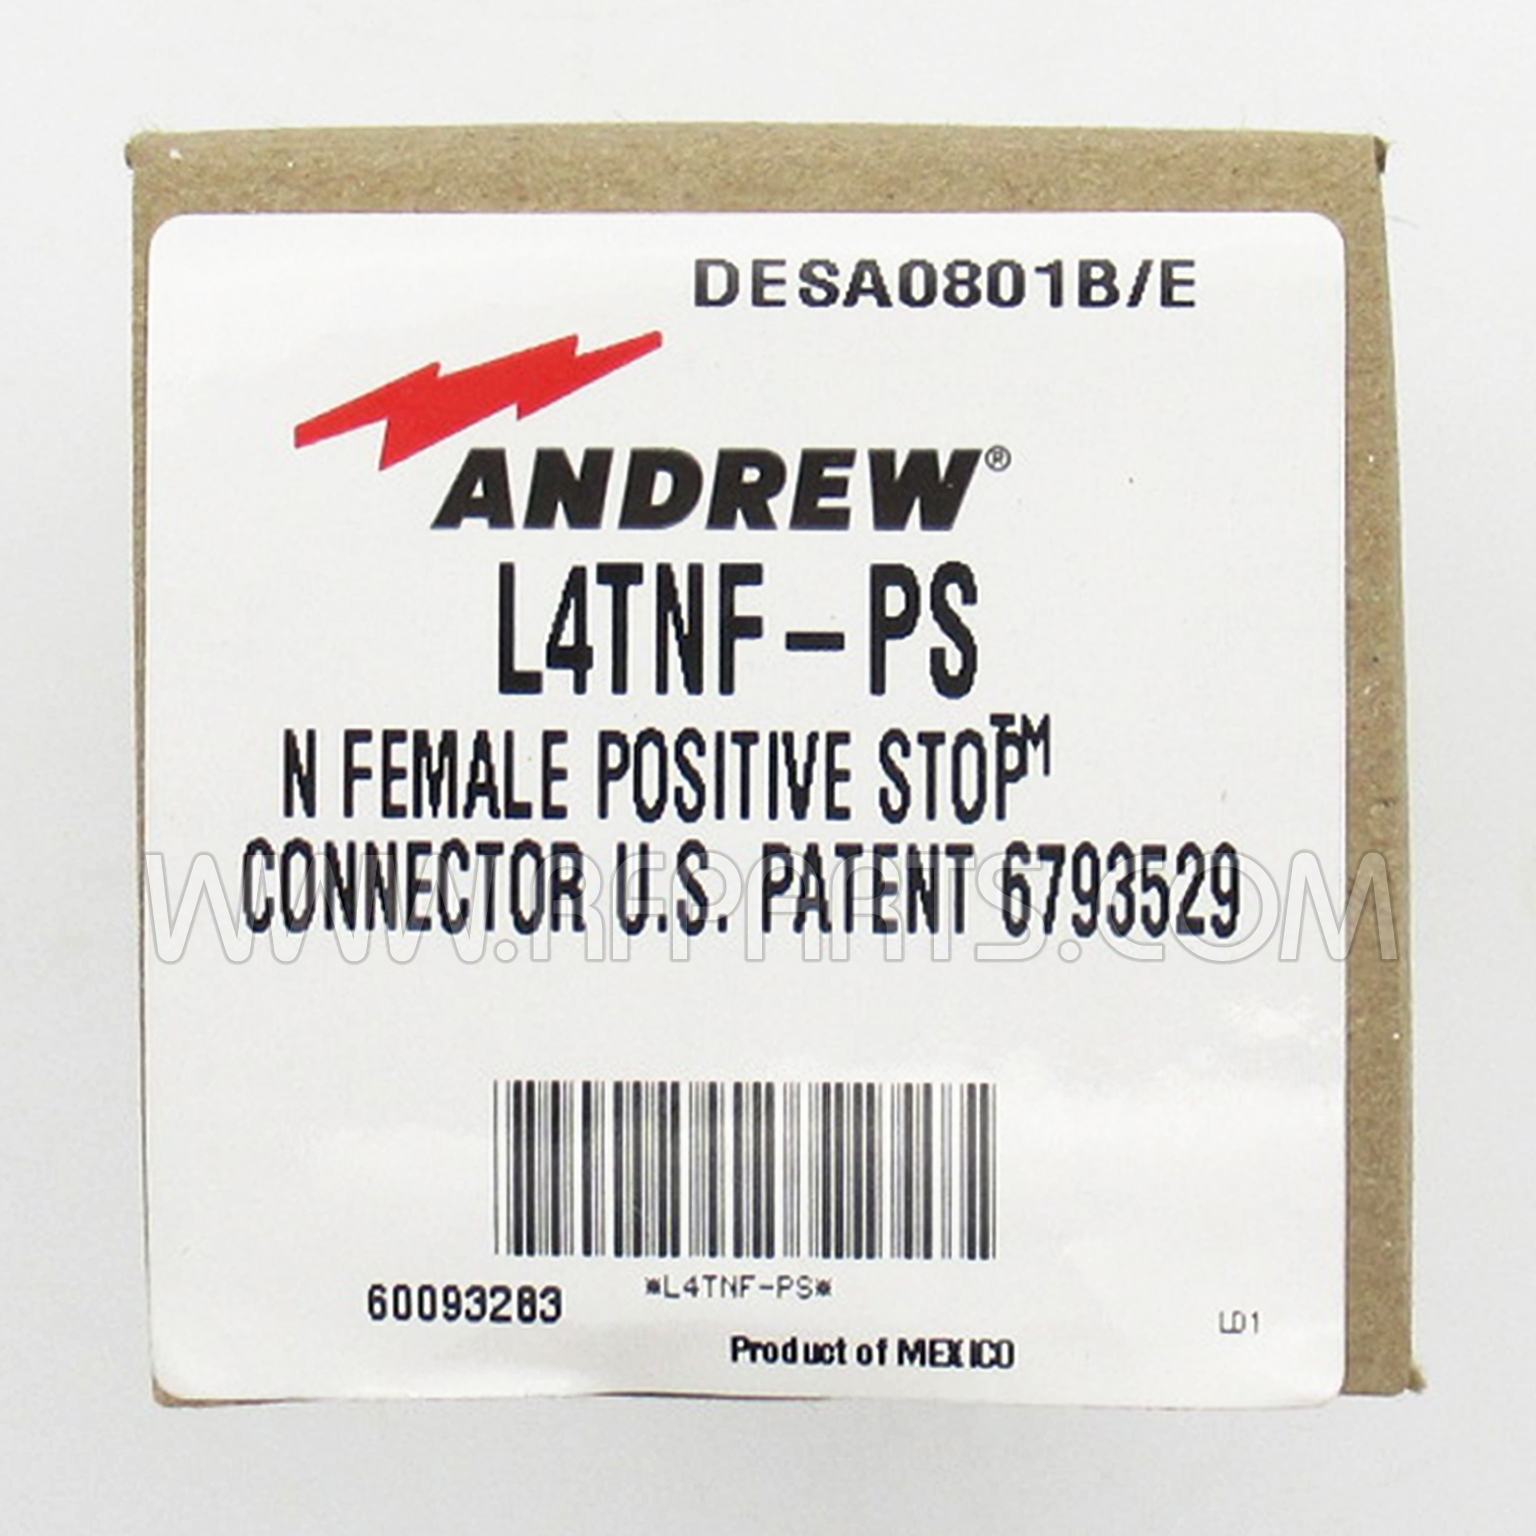 DESA0801B/E
ANDREW®
L4TNF-PS
N FEMALE POSITIVE STOP™
CONNECTOR U.S. PATENT 6793529
WWW.RFPARTS.COM
*L4TNF-PS*
60093283
LD1
Product of MEXICO